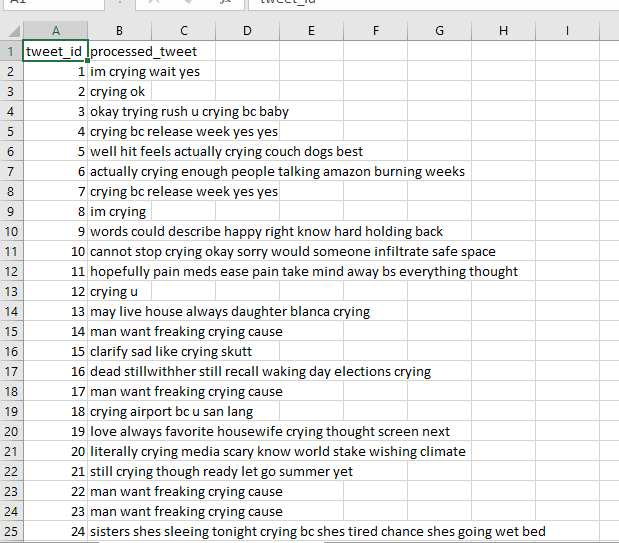 A B C D E F G H I
1 tweet_id processed_tweet
2 1 im crying wait yes
3 2 crying ok
4 3 okay trying rush u crying bc baby
5 4 crying bc release week yes yes
6 5 well hit feels actually crying couch dogs best
7 6 actually crying enough people talking amazon burning weeks
8 7 crying bc release week yes yes
9 8 im crying
10 9 words could describe happy right know hard holding back
11 10 cannot stop crying okay sorry would someone infiltrate safe space
12 11 hopefully pain meds ease pain take mind away bs everything thought
13 12 crying u
14 13 may live house always daughter blanca crying
15 14 man want freaking crying cause
16 15 clarify sad like crying skutt
17 16 dead stillwithher still recall waking day elections crying
18 17 man want freaking crying cause
19 18 crying airport bc u san lang
20 19 love always favorite housewife crying thought screen next
21 20 literally crying media scary know world stake wishing climate
22 21 still crying though ready let go summer yet
23 22 man want freaking crying cause
24 23 man want freaking crying cause
25 24 sisters shes sleeing tonight crying bc shes tired chance shes going wet bed